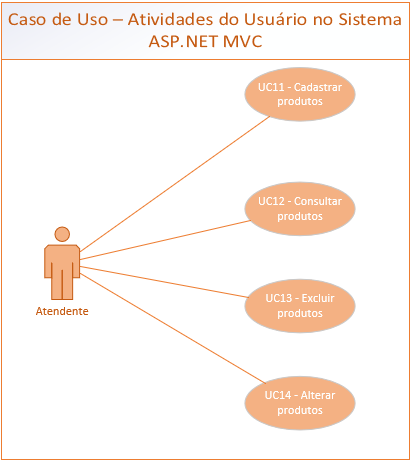 Caso de Uso – Atividades do Usuário no Sistema
ASP.NET MVC
UC11 - Cadastrar
produtos
UC12 - Consultar
produtos
UC13 - Excluir
produtos
Atendente
UC14 - Alterar
produtos